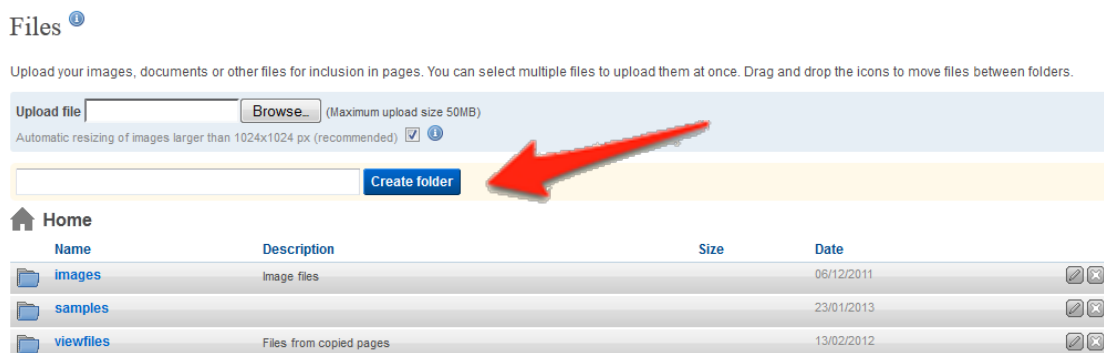 Files
Upload your images, documents or other files for inclusion in pages. You can select multiple files to upload them at once. Drag and drop the icons to move files between folders.
Upload file Browse... (Maximum upload size 50MB)
Automatic resizing of images larger than 1024x1024 px (recommended)
Create folder
Home
Name Description Size Date
images Image files 06/12/2011
samples 23/01/2013
viewfiles Files from copied pages 13/02/2012